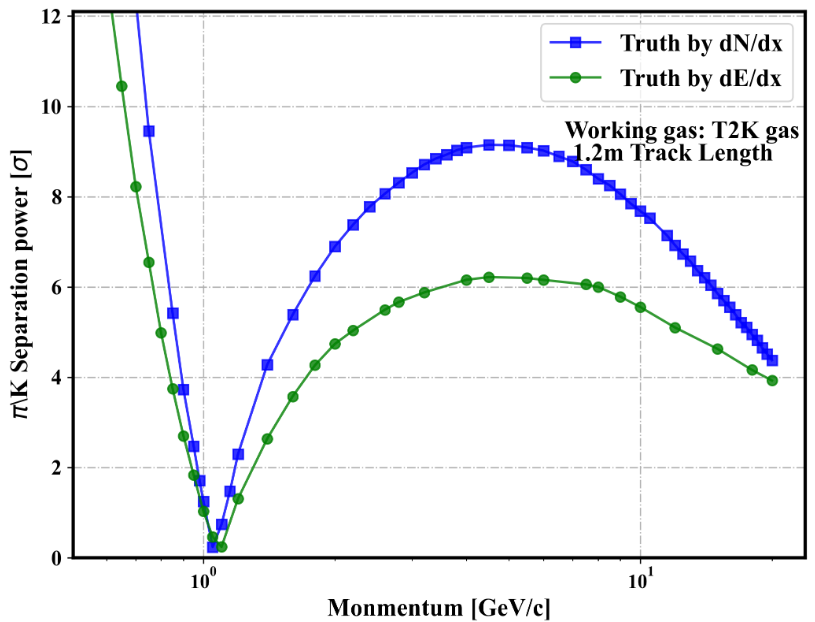 12
10
8
6
4
2
0
π\K Separation power [σ]
Truth by dN/dx
Truth by dE/dx
Working gas: T2K gas
1.2m Track Length
10⁰
10¹
Monmentum [GeV/c]